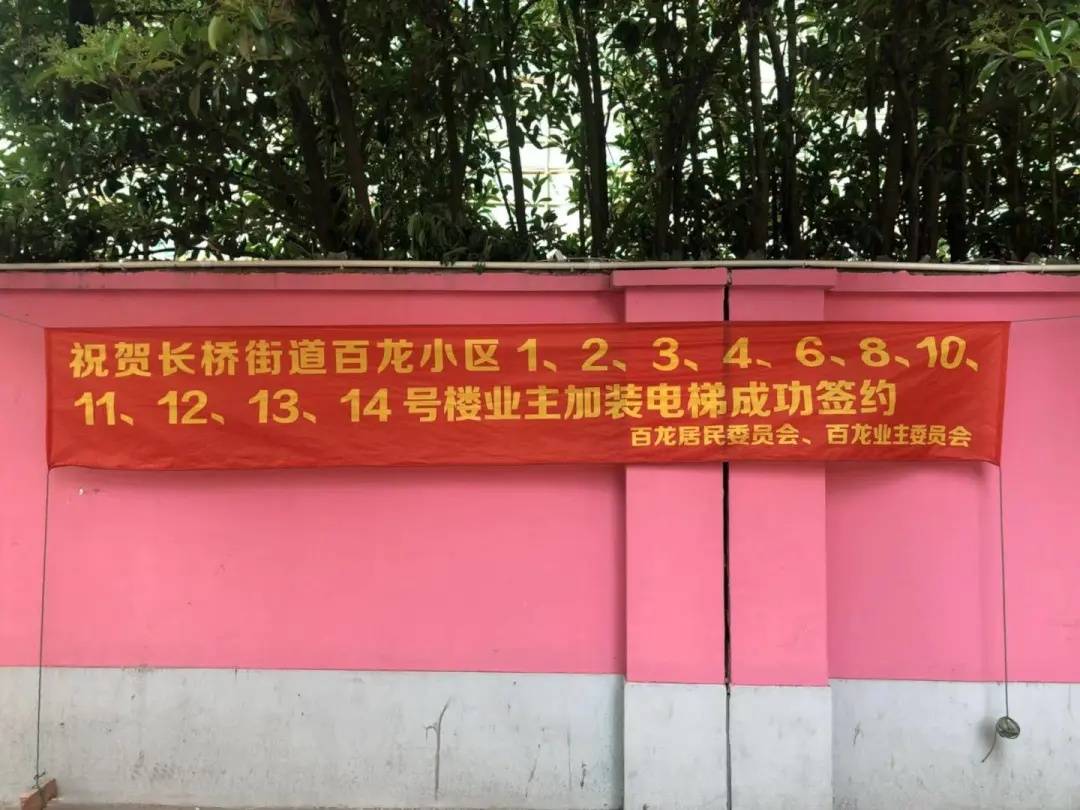 祝贺长桥街道百龙小区1、2、3、4、6、8、10、
11、12、13、14号楼业主加装电梯成功签约
百龙居民委员会、百龙业主委员会